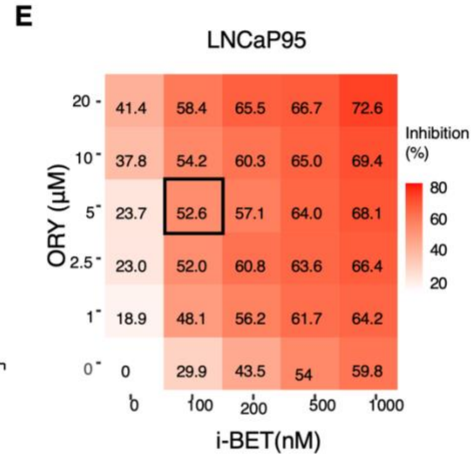 E
LNCaP95
20 41.4 58.4 65.5 66.7 72.6
10 37.8 54.2 60.3 65.0 69.4
5 23.7 52.6 57.1 64.0 68.1
2.5 23.0 52.0 60.8 63.6 66.4
1 18.9 48.1 56.2 61.7 64.2
0 0 29.9 43.5 54 59.8
0 100 200 500 1000
ORY (μM)
i-BET(nM)
Inhibition
(%)
80
60
40
20